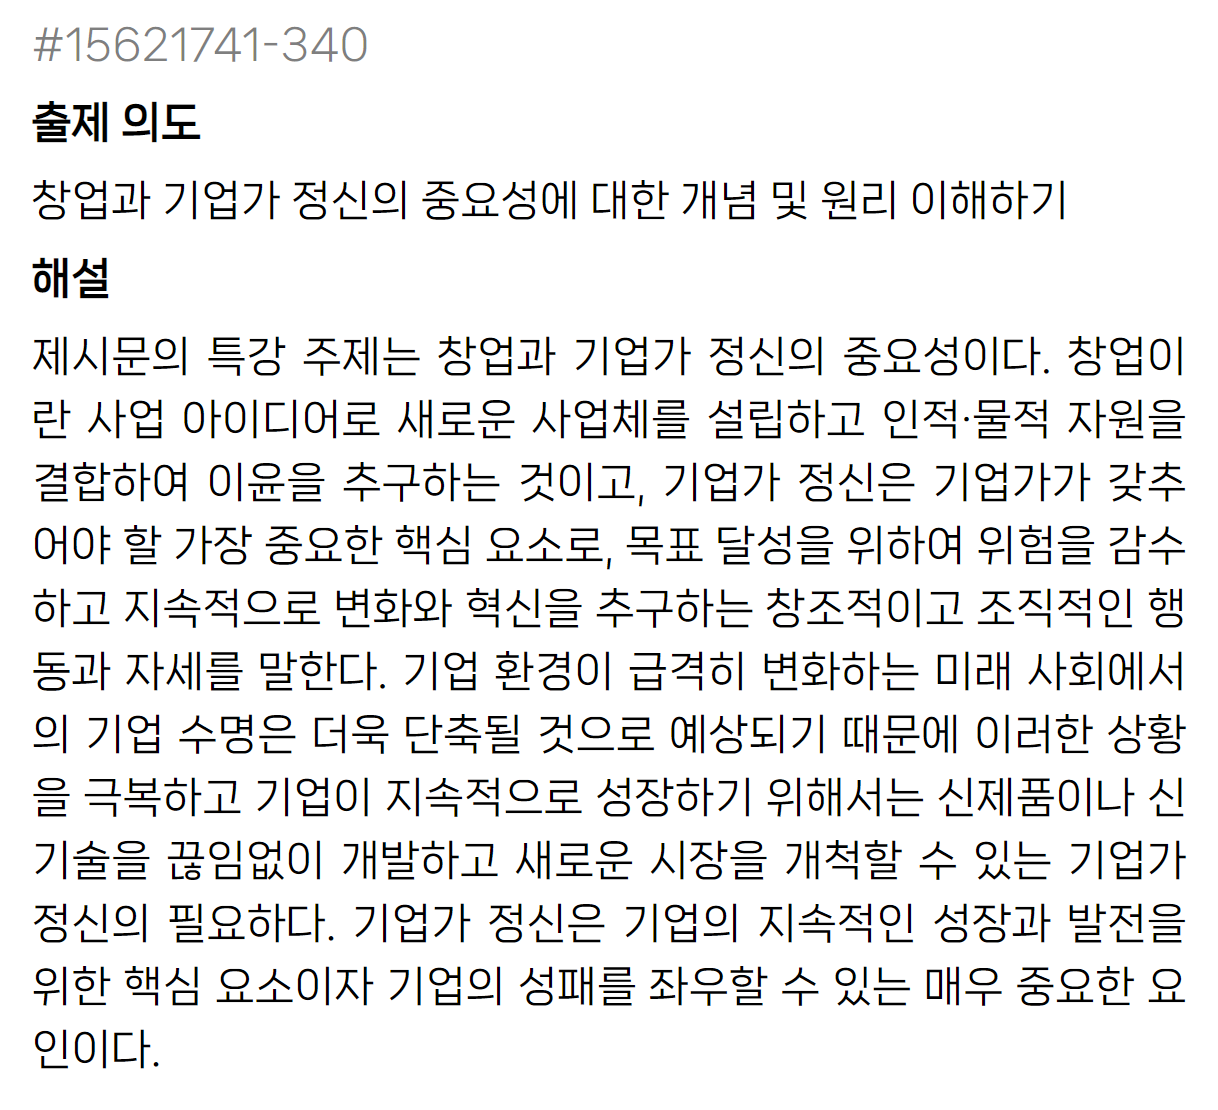 #15621741-340
출제 의도
창업과 기업가 정신의 중요성에 대한 개념 및 원리 이해하기
해설
제시문의 특강 주제는 창업과 기업가 정신의 중요성이다. 창업이
란 사업 아이디어로 새로운 사업체를 설립하고 인적·물적 자원을
결합하여 이윤을 추구하는 것이고, 기업가 정신은 기업가가 갖추
어야 할 가장 중요한 핵심 요소로, 목표 달성을 위하여 위험을 감수
하고 지속적으로 변화와 혁신을 추구하는 창조적이고 조직적인 행
동과 자세를 말한다. 기업 환경이 급격히 변화하는 미래 사회에서
의 기업 수명은 더욱 단축될 것으로 예상되기 때문에 이러한 상황
을 극복하고 기업이 지속적으로 성장하기 위해서는 신제품이나 신
기술을 끊임없이 개발하고 새로운 시장을 개척할 수 있는 기업가
정신의 필요하다. 기업가 정신은 기업의 지속적인 성장과 발전을
위한 핵심 요소이자 기업의 성패를 좌우할 수 있는 매우 중요한 요
인이다.